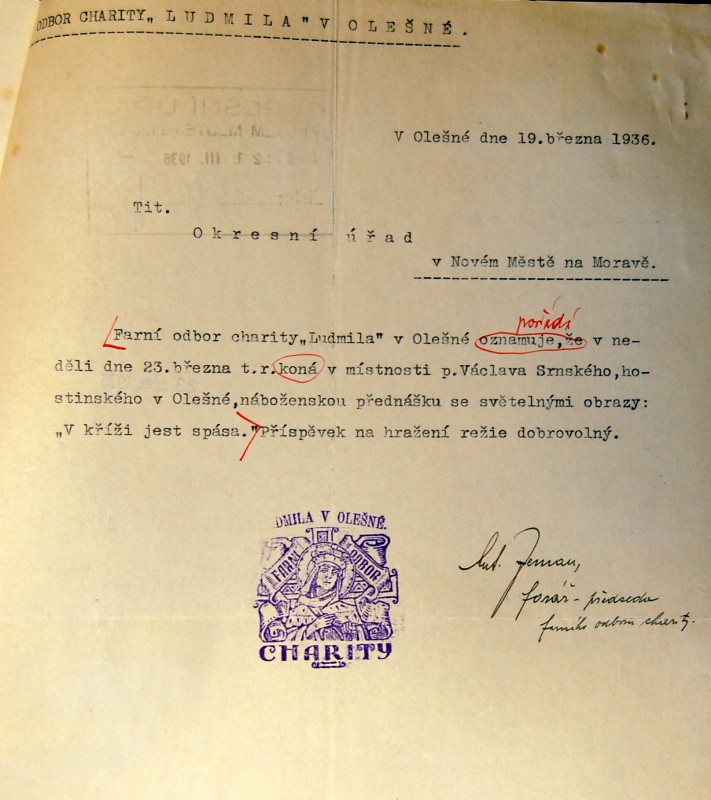 ODBOR CHARITY „LUDMILA" V OLEŠNÉ.
V Olešné dne 19.března 1936.
Tit.
Okresní úřad
v Novém Městě na Moravě.
pořádá
Farní odbor charity „Ludmila" v Olešné oznamuje,že v ne-
děli dne 23.března t.r.koná v místnosti p.Václava Srnského,ho-
stinského v Olešné,náboženskou přednášku se světelnými obrazy:
„V kříži jest spása."Příspěvek na hražení režie dobrovolný.
DMILA V OLEŠNÉ.
FARNÍ ODBOR
CHARITY
Ant. Zeman,
farář - předseda
farního odboru charity.